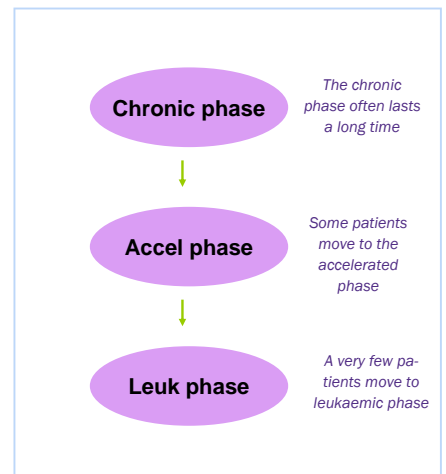 Chronic phase
The chronic
phase often lasts
a long time
Accel phase
Some patients
move to the
accelerated
phase
Leuk phase
A very few pa-
tients move to
leukaemic phase